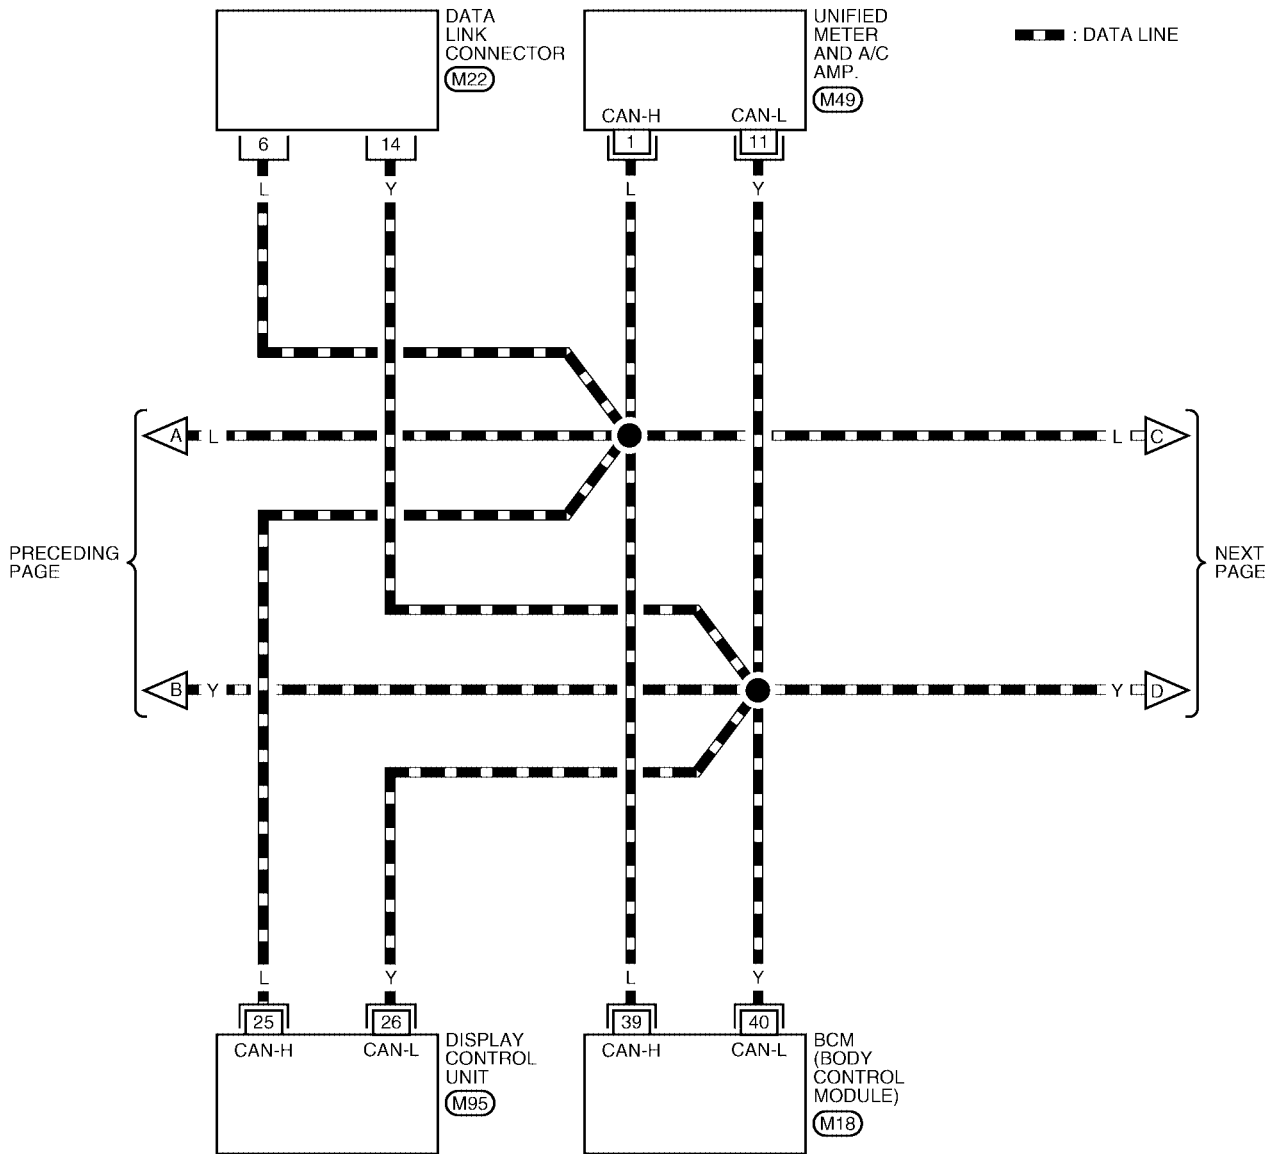 DATA
LINK
CONNECTOR
M22
UNIFIED
METER
AND A/C
AMP.
M49
: DATA LINE
CAN-H
CAN-L
6
14
1
11
L
Y
L
Y
A
L
L
C
PRECEDING
PAGE
NEXT
PAGE
B
Y
Y
D
L
Y
L
Y
25
26
39
40
CAN-H
CAN-L
DISPLAY
CONTROL
UNIT
M95
CAN-H
CAN-L
BCM
(BODY
CONTROL
MODULE)
M18